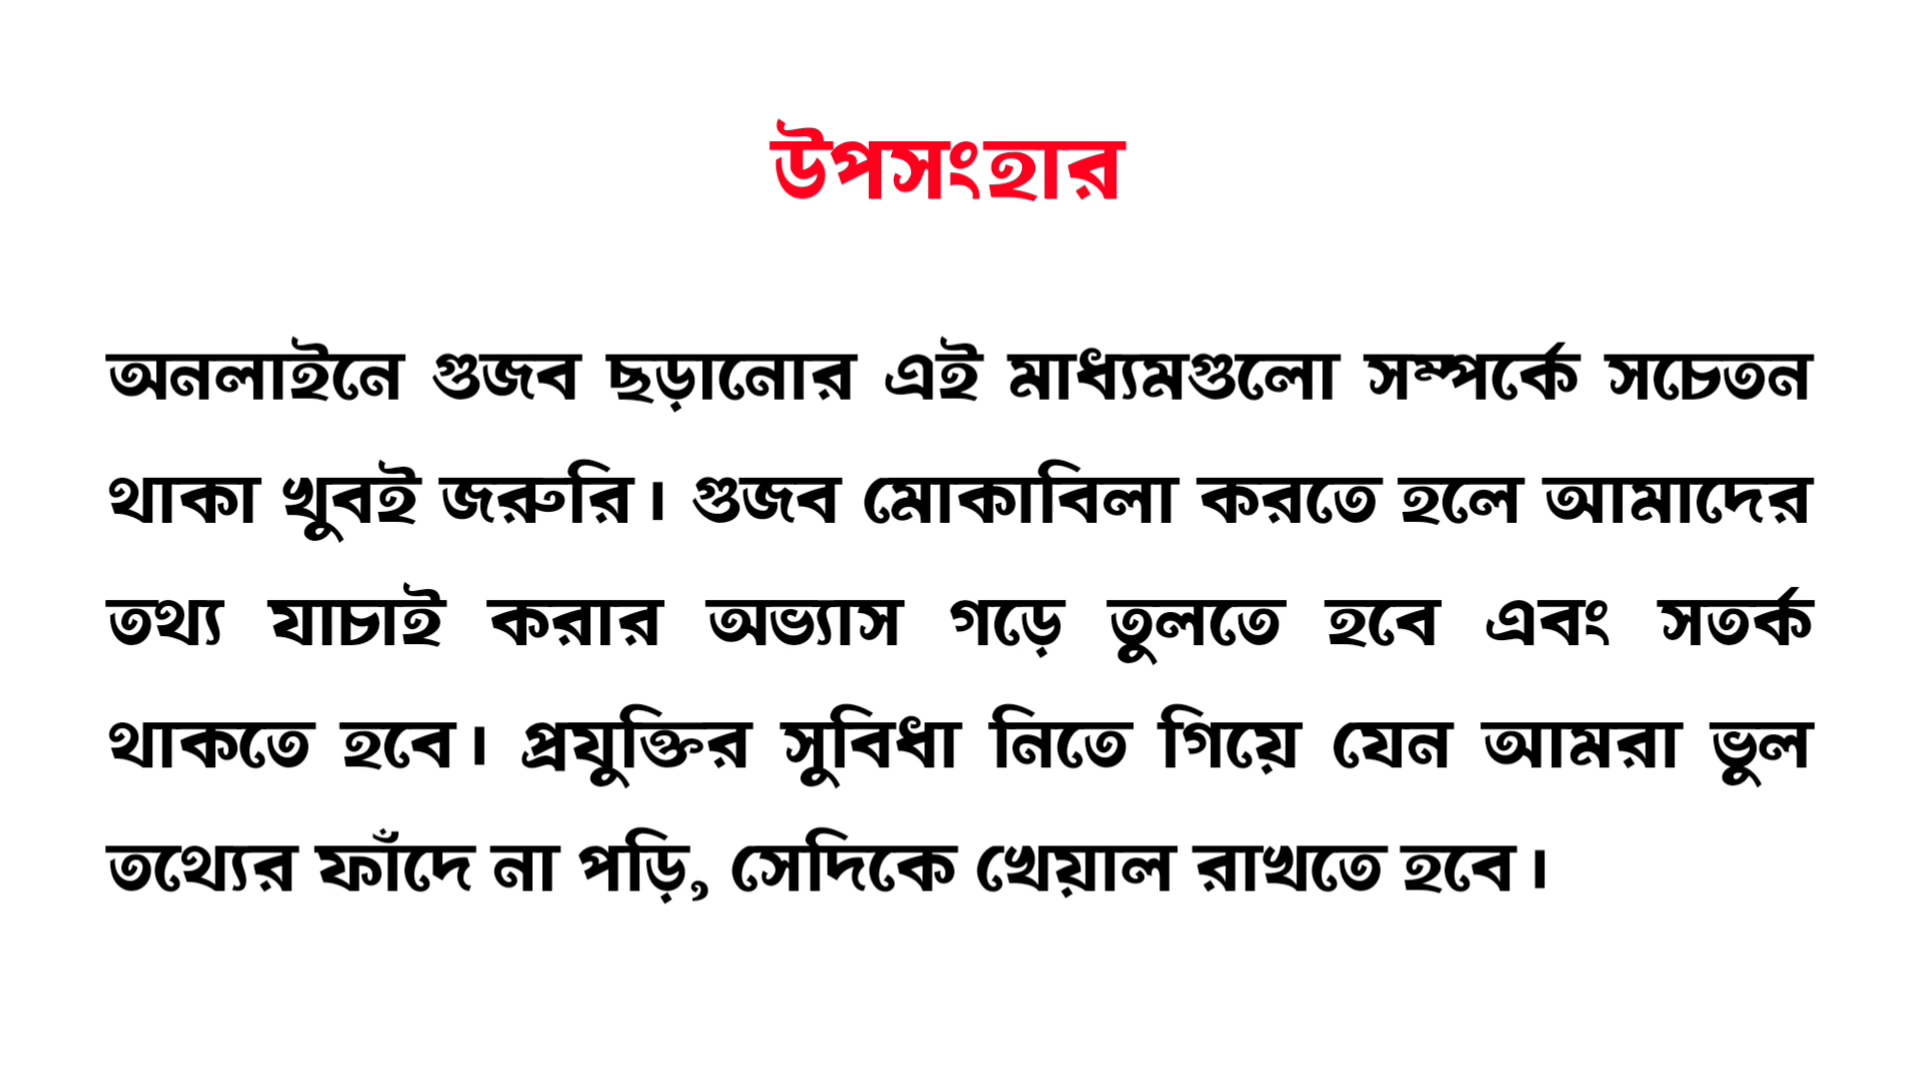 উপসংহার
অনলাইনে গুজব ছড়ানোর এই মাধ্যমগুলো সম্পর্কে সচেতন
থাকা খুবই জরুরি। গুজব মোকাবিলা করতে হলে আমাদের
তথ্য যাচাই করার অভ্যাস গড়ে তুলতে হবে এবং সতর্ক
থাকতে হবে। প্রযুক্তির সুবিধা নিতে গিয়ে যেন আমরা ভুল
তথ্যের ফাঁদে না পড়ি, সেদিকে খেয়াল রাখতে হবে।